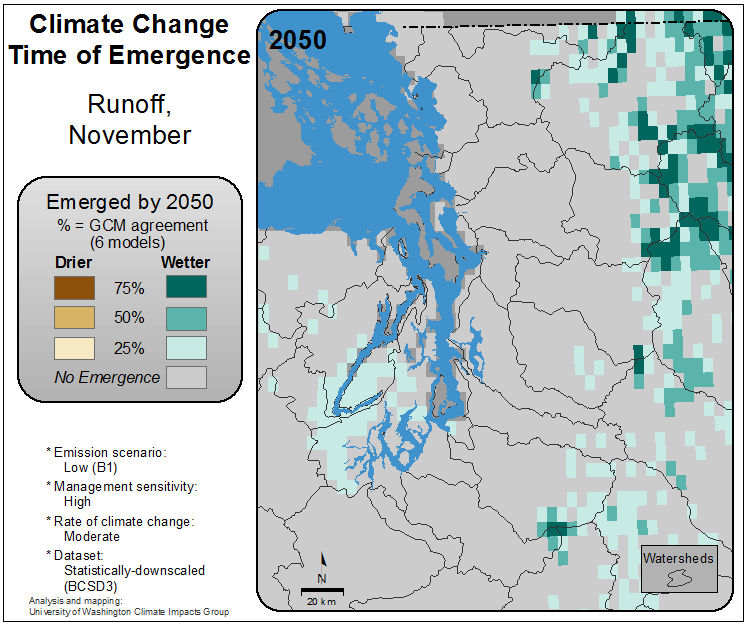 Climate Change
Time of Emergence
Runoff,
November
Emerged by 2050
% = GCM agreement
(6 models)
Drier Wetter
75%
50%
25%
No Emergence
* Emission scenario:
Low (B1)
* Management sensitivity:
High
* Rate of climate change:
Moderate
* Dataset:
Statistically-downscaled
(BCSD3)
Analysis and mapping:
University of Washington Climate Impacts Group
2050
N
20 km
Watersheds